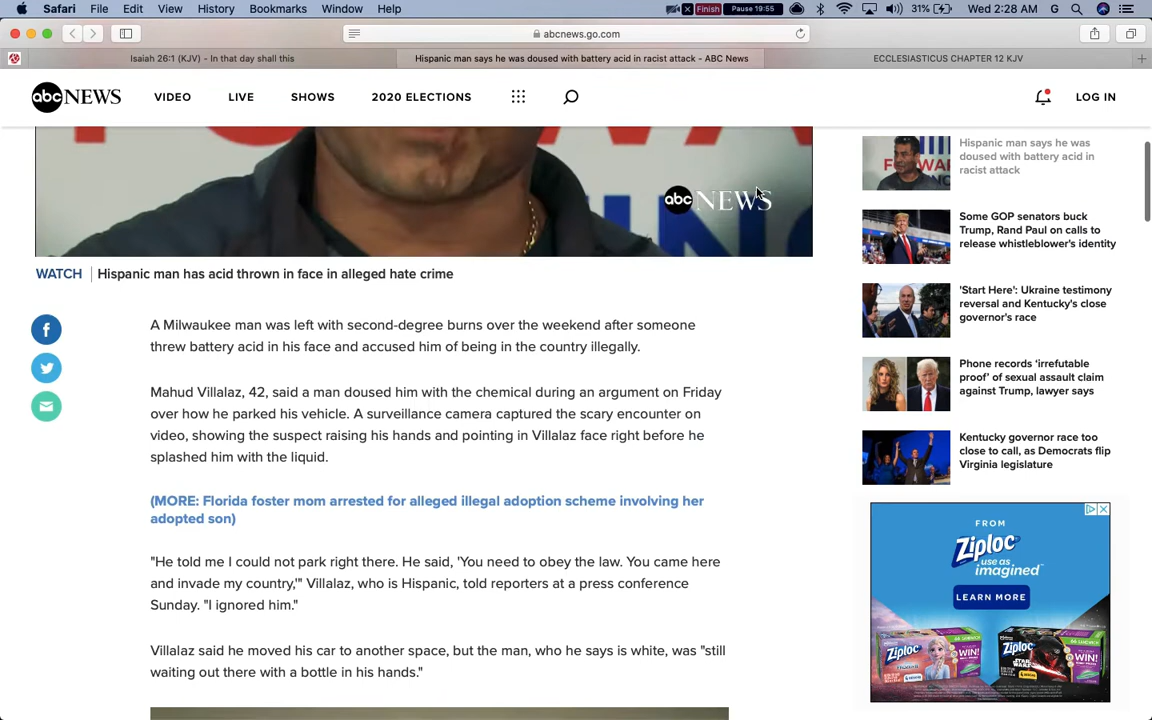 Safari File Edit View History Bookmarks Window Help
Finish Pause 19:55 31% Wed 2:28 AM G
abcnews.go.com
Isaiah 26:1 (KJV) - In that day shall this
Hispanic man says he was doused with battery acid in racist attack - ABC News
ECCLESIASTICUS CHAPTER 12 KJV
abc NEWS VIDEO LIVE SHOWS 2020 ELECTIONS LOG IN
abc NEWS
WATCH Hispanic man has acid thrown in face in alleged hate crime
A Milwaukee man was left with second-degree burns over the weekend after someone
threw battery acid in his face and accused him of being in the country illegally.
Mahud Villalaz, 42, said a man doused him with the chemical during an argument on Friday
over how he parked his vehicle. A surveillance camera captured the scary encounter on
video, showing the suspect raising his hands and pointing in Villalaz face right before he
splashed him with the liquid.
(MORE: Florida foster mom arrested for alleged illegal adoption scheme involving her
adopted son)
"He told me I could not park right there. He said, 'You need to obey the law. You came here
and invade my country,'" Villalaz, who is Hispanic, told reporters at a press conference
Sunday. "I ignored him."
Villalaz said he moved his car to another space, but the man, who he says is white, was "still
waiting out there with a bottle in his hands."
Hispanic man says he was
doused with battery acid in
racist attack
Some GOP senators buck
Trump, Rand Paul on calls to
release whistleblower's identity
'Start Here': Ukraine testimony
reversal and Kentucky's close
governor's race
Phone records 'irrefutable
proof' of sexual assault claim
against Trump, lawyer says
Kentucky governor race too
close to call, as Democrats flip
Virginia legislature
FROM
Ziploc
use as
imagined
LEARN MORE
Ziploc WIN!
Ziploc WIN!